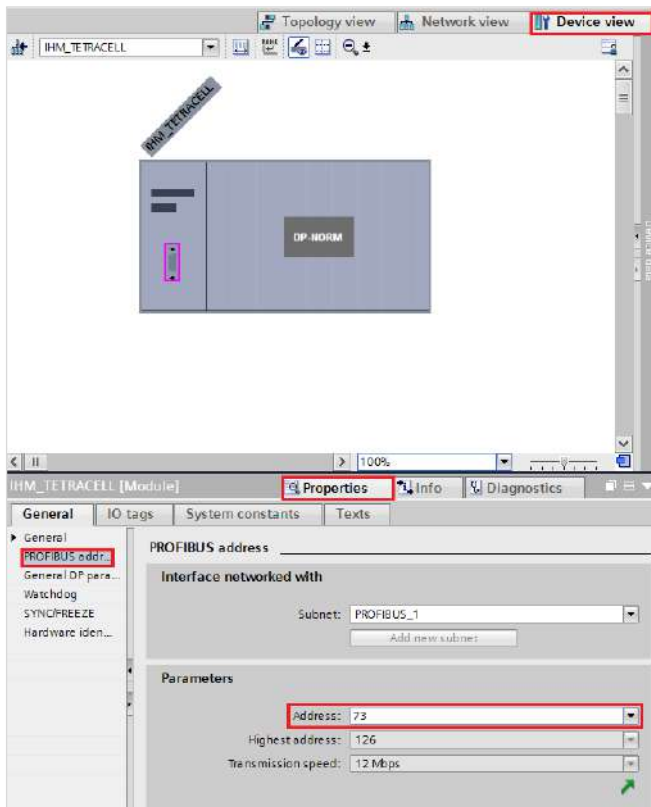 Topology view Network view Device view
IHM_TETRACELL
IHM_TETRACELL
DP-NORM
100%
IHM_TETRACELL [Module] Properties Info Diagnostics
General IO tags System constants Texts
General
PROFIBUS addr...
General DP para...
Watchdog
SYNC/FREEZE
Hardware iden...
PROFIBUS address
Interface networked with
Subnet: PROFIBUS_1
Add new subnet
Parameters
Address: 73
Highest address: 126
Transmission speed: 12 Mbps